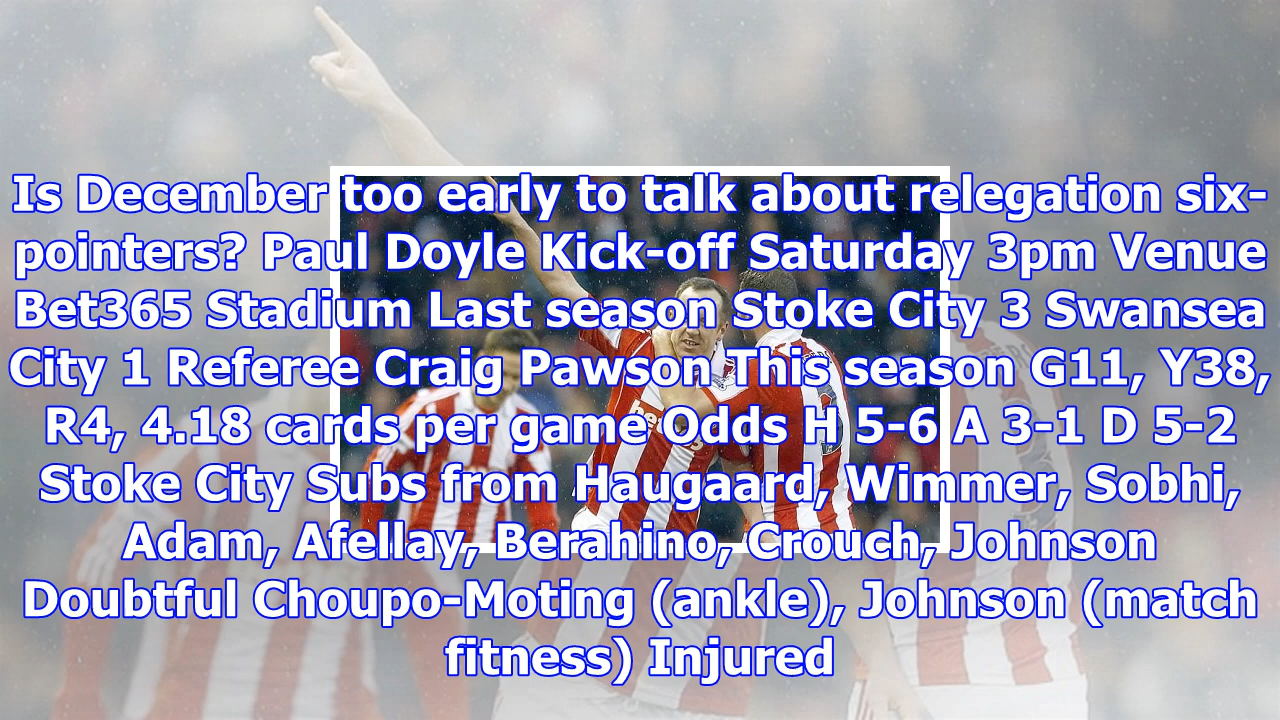 Is December too early to talk about relegation six-
pointers? Paul Doyle Kick-off Saturday 3pm Venue
Bet365 Stadium Last season Stoke City 3 Swansea
City 1 Referee Craig Pawson This season G11, Y38,
R4, 4.18 cards per game Odds H 5-6 A 3-1 D 5-2
Stoke City Subs from Haugaard, Wimmer, Sobhi,
Adam, Afellay, Berahino, Crouch, Johnson
Doubtful Choupo-Moting (ankle), Johnson (match
fitness) Injured